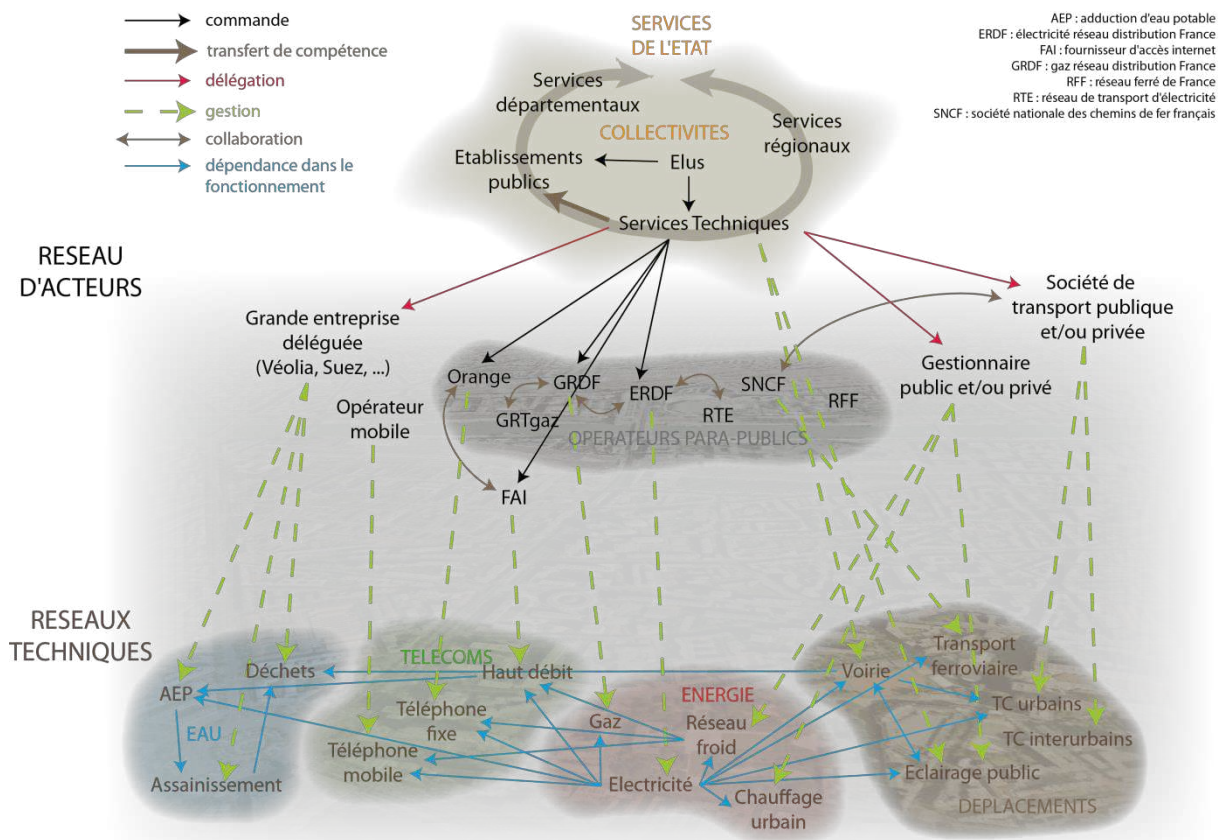 commande
transfert de compétence
délégation
gestion
collaboration
dépendance dans le
fonctionnement
AEP : adduction d'eau potable
ERDF : électricité réseau distribution France
FAI : fournisseur d'accès internet
GRDF : gaz réseau distribution France
RFF : réseau ferré de France
RTE : réseau de transport d'électricité
SNCF : société nationale des chemins de fer français
SERVICES
DE L'ETAT
Services
départementaux
Services
régionaux
COLLECTIVITES
Etablissements
publics
Elus
Services Techniques
RESEAU
D'ACTEURS
Grande entreprise
déléguée
(Véolia, Suez, ...)
Société de
transport publique
et/ou privée
Gestionnaire
public et/ou privé
Opérateur
mobile
Orange
GRDF
GRTgaz
ERDF
RTE
SNCF
RFF
OPERATEURS PARA-PUBLICS
FAI
RESEAUX
TECHNIQUES
Déchets
AEP
EAU
Assainissement
TELECOMS
Haut débit
Téléphone
fixe
Téléphone
mobile
ENERGIE
Gaz
Réseau
froid
Electricité
Chauffage
urbain
Voirie
Transport
ferroviaire
TC urbains
TC interurbains
Eclairage public
DEPLACEMENTS